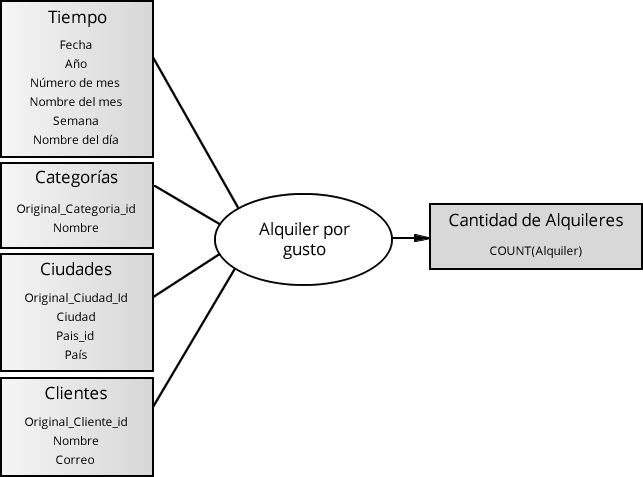 Tiempo
Fecha
Año
Número de mes
Nombre del mes
Semana
Nombre del día
Categorías
Original_Categoria_id
Nombre
Ciudades
Original_Ciudad_Id
Ciudad
Pais_id
País
Clientes
Original_Cliente_id
Nombre
Correo
Alquiler por
gusto
Cantidad de Alquileres
COUNT(Alquiler)